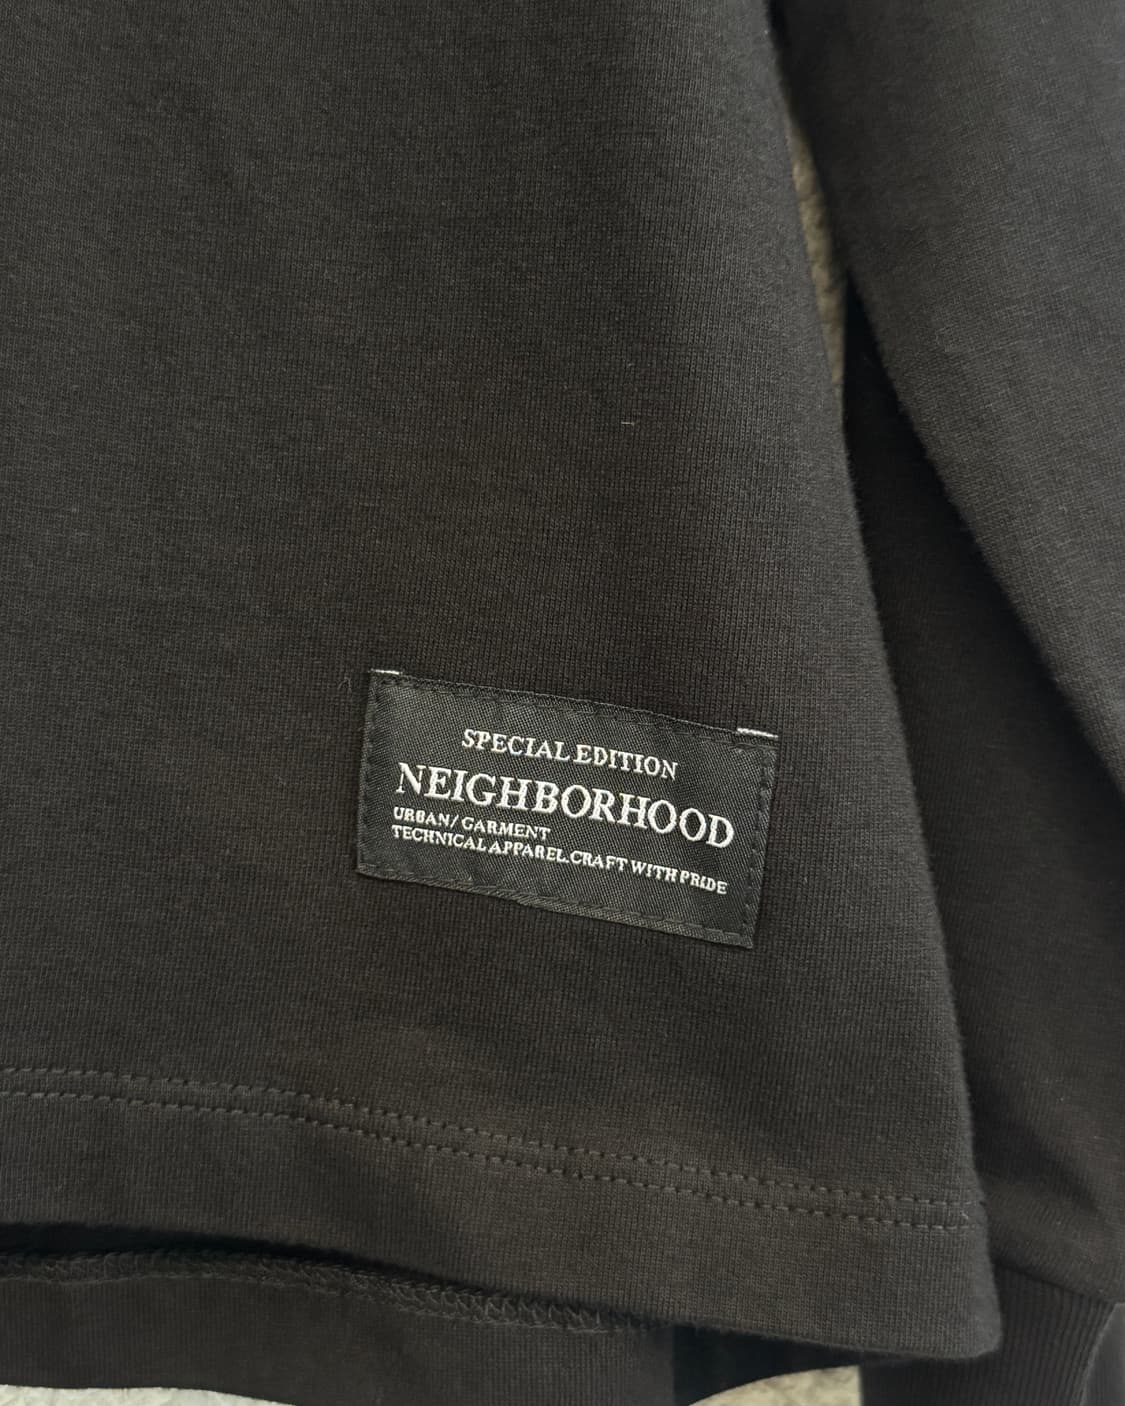 SPECIAL EDITION
NEIGHBORHOOD
URBAN/GARMENT
TECHNICAL APPAREL.CRAFT WITH PRIDE